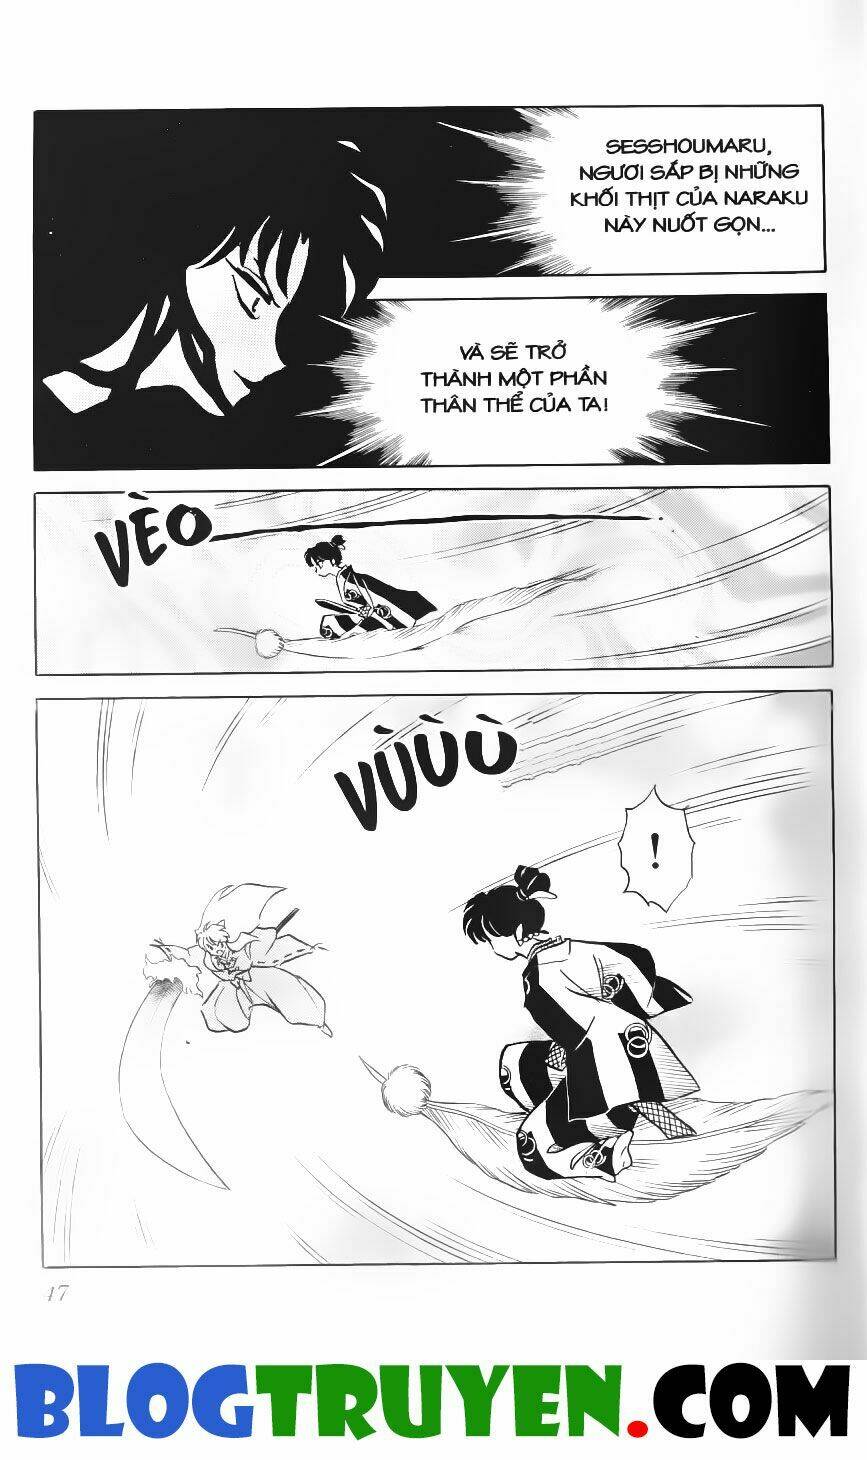 SESSHOUMARU,
NGƯƠI SẮP BỊ NHỮNG
KHỐI THỊT CỦA NARAKU
NÀY NUỐT GỌN...
VÀ SẼ TRỞ
THÀNH MỘT PHẦN
THÂN THỂ CỦA TA!
VÈO
VÙÙÙ
!
47
BLOGTRUYEN.COM